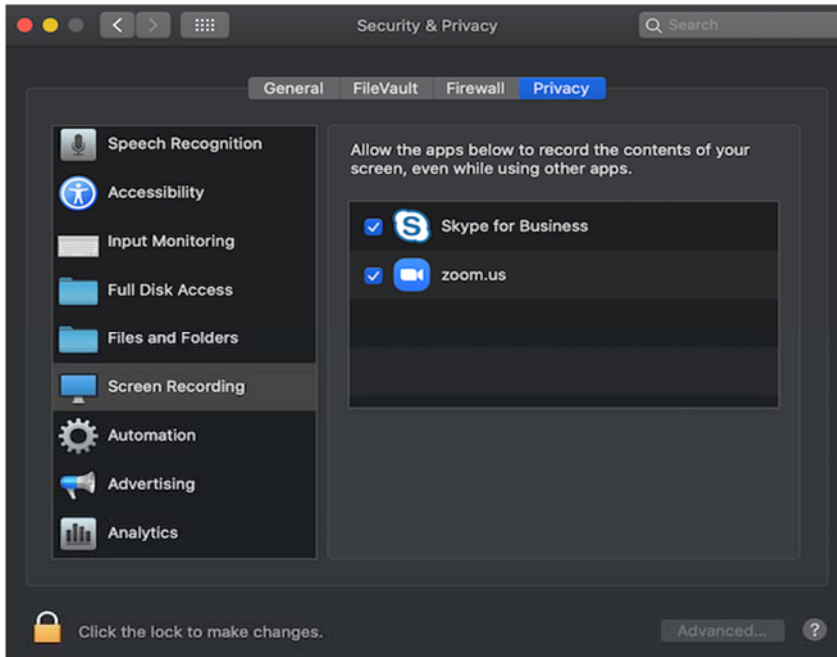 Security & Privacy
Search
General
FileVault
Firewall
Privacy
Speech Recognition
Accessibility
Input Monitoring
Full Disk Access
Files and Folders
Screen Recording
Automation
Advertising
Analytics
Allow the apps below to record the contents of your
screen, even while using other apps.
Skype for Business
zoom.us
Click the lock to make changes.
Advanced...
?